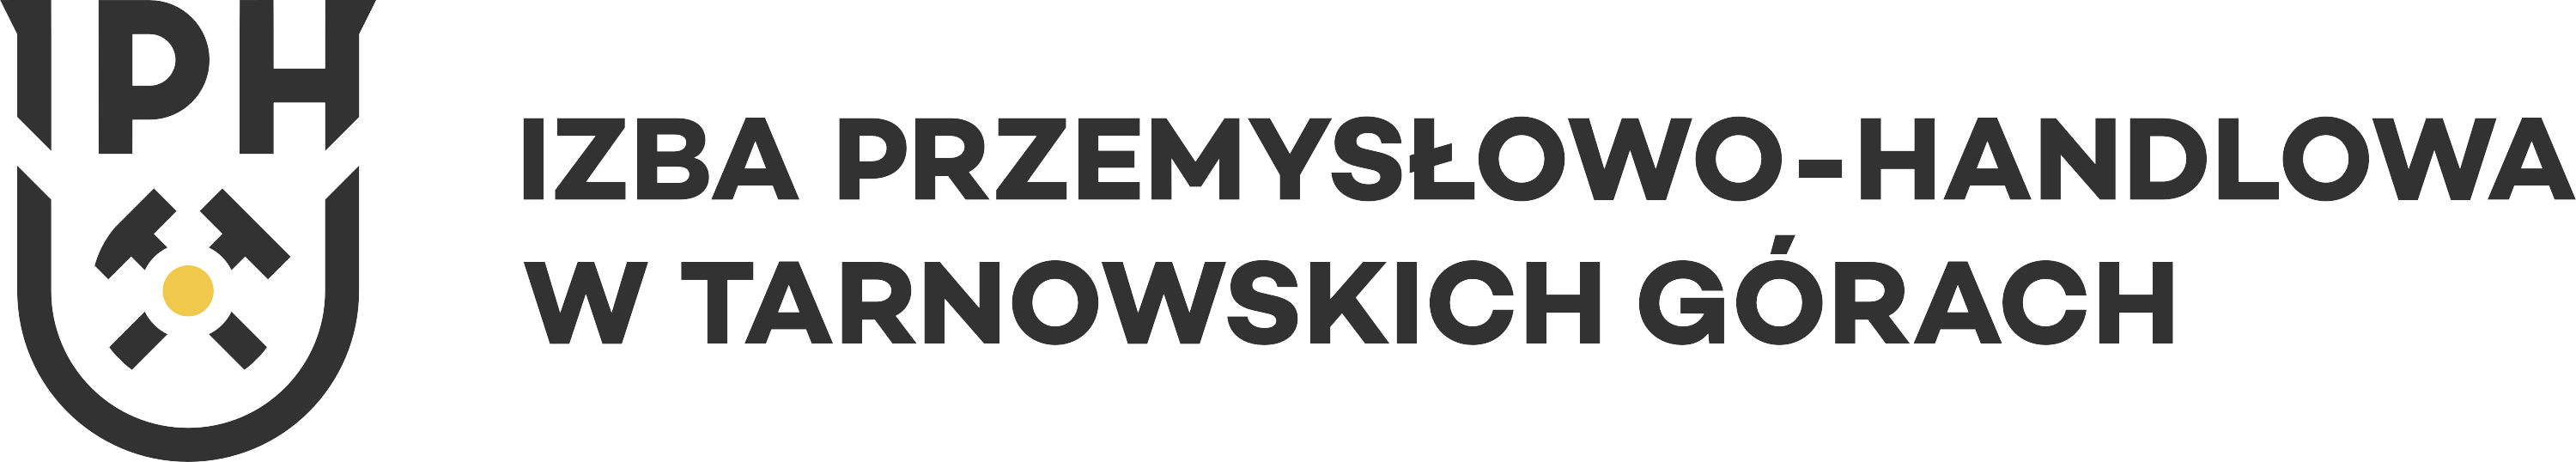 IPH
IZBA PRZEMYSŁOWO-HANDLOWA
W TARNOWSKICH GÓRACH